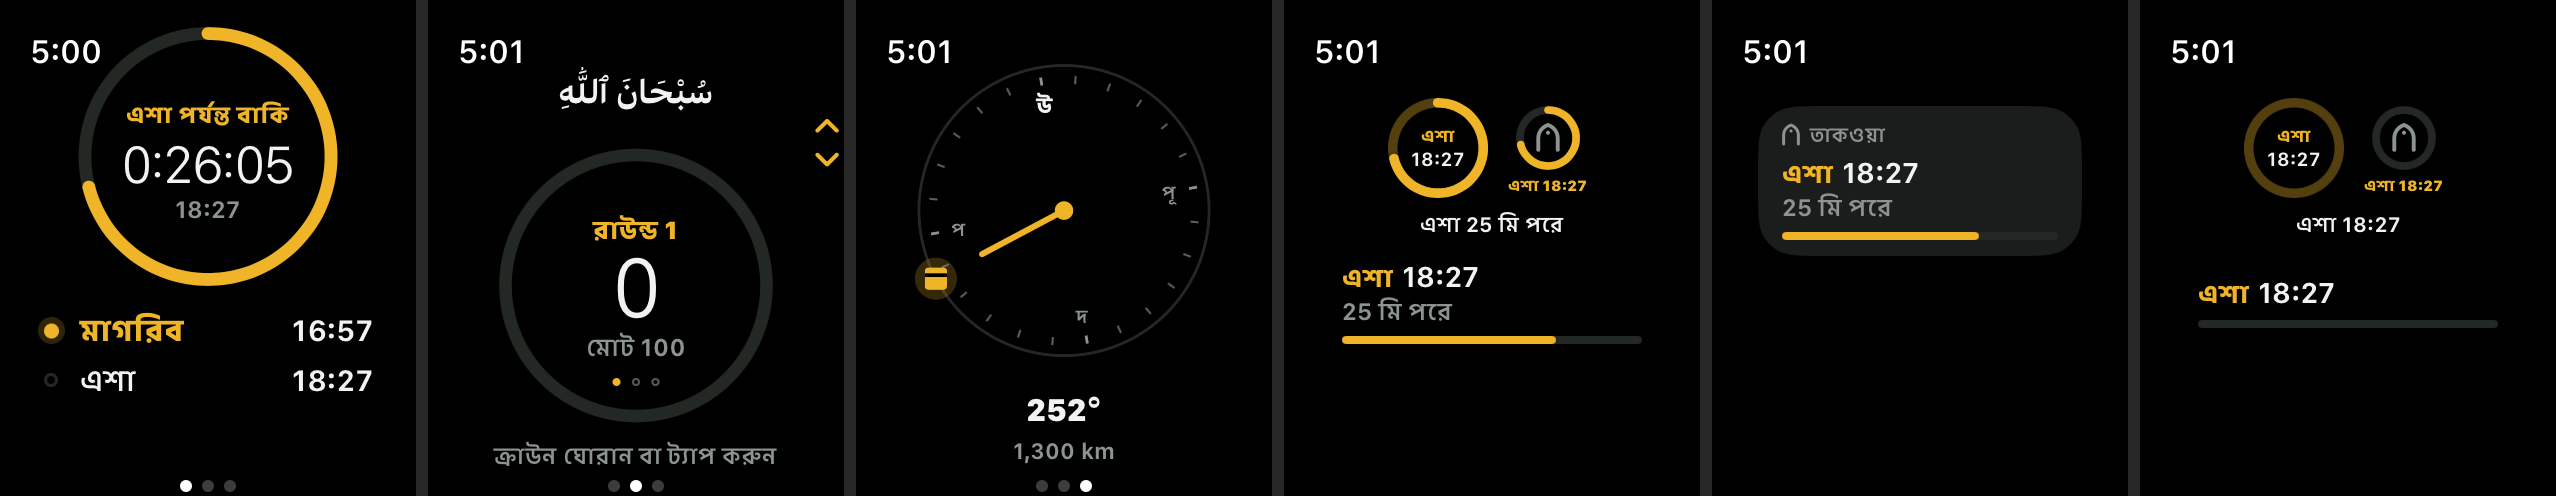 5:00
এশা পর্যন্ত বাকি
0:26:05
18:27
মাগরিব 16:57
এশা 18:27
5:01
سُبْحَانَ ٱللَّٰهِ
রাউন্ড 1
0
মোট 100
ক্রাউন ঘোরান বা ট্যাপ করুন
5:01
উ
পূ
প
দ
252°
1,300 km
5:01
এশা
18:27
এশা 18:27
এশা 25 মি পরে
এশা 18:27
25 মি পরে
5:01
তাকওয়া
এশা 18:27
25 মি পরে
5:01
এশা
18:27
এশা 18:27
এশা 18:27
এশা 18:27